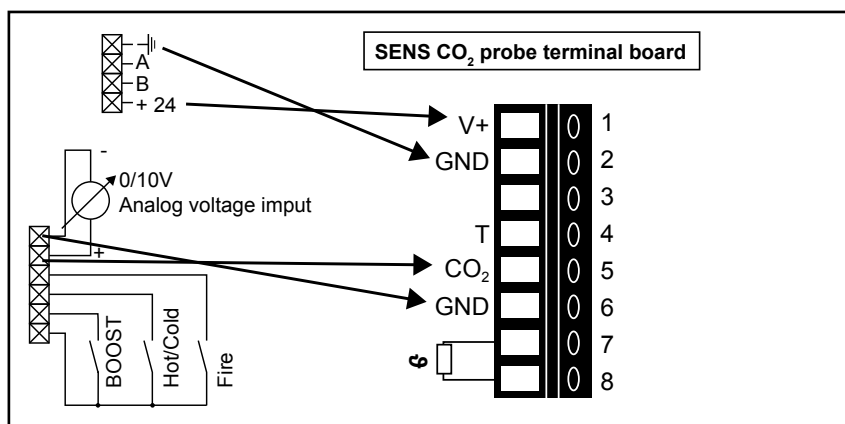 SENS CO₂ probe terminal board
A
B
+ 24
V+
1
GND
2
3
T
4
CO₂
5
GND
6
7
8
-
0/10V
Analog voltage imput
+
BOOST
Hot/Cold
Fire
ϑ